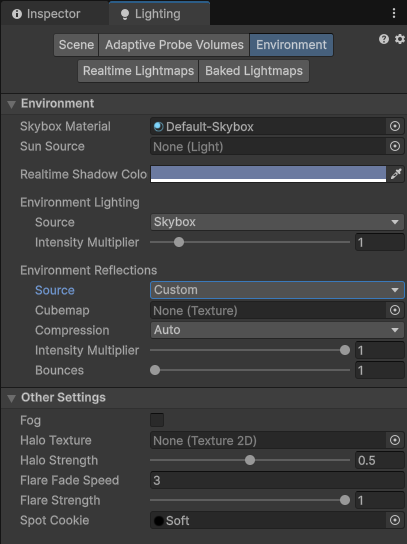 Inspector Lighting
Scene Adaptive Probe Volumes Environment
Realtime Lightmaps Baked Lightmaps
Environment
Skybox Material Default-Skybox
Sun Source None (Light)
Realtime Shadow Colo
Environment Lighting
Source Skybox
Intensity Multiplier 1
Environment Reflections
Source Custom
Cubemap None (Texture)
Compression Auto
Intensity Multiplier 1
Bounces 1
Other Settings
Fog
Halo Texture None (Texture 2D)
Halo Strength 0.5
Flare Fade Speed 3
Flare Strength 1
Spot Cookie Soft